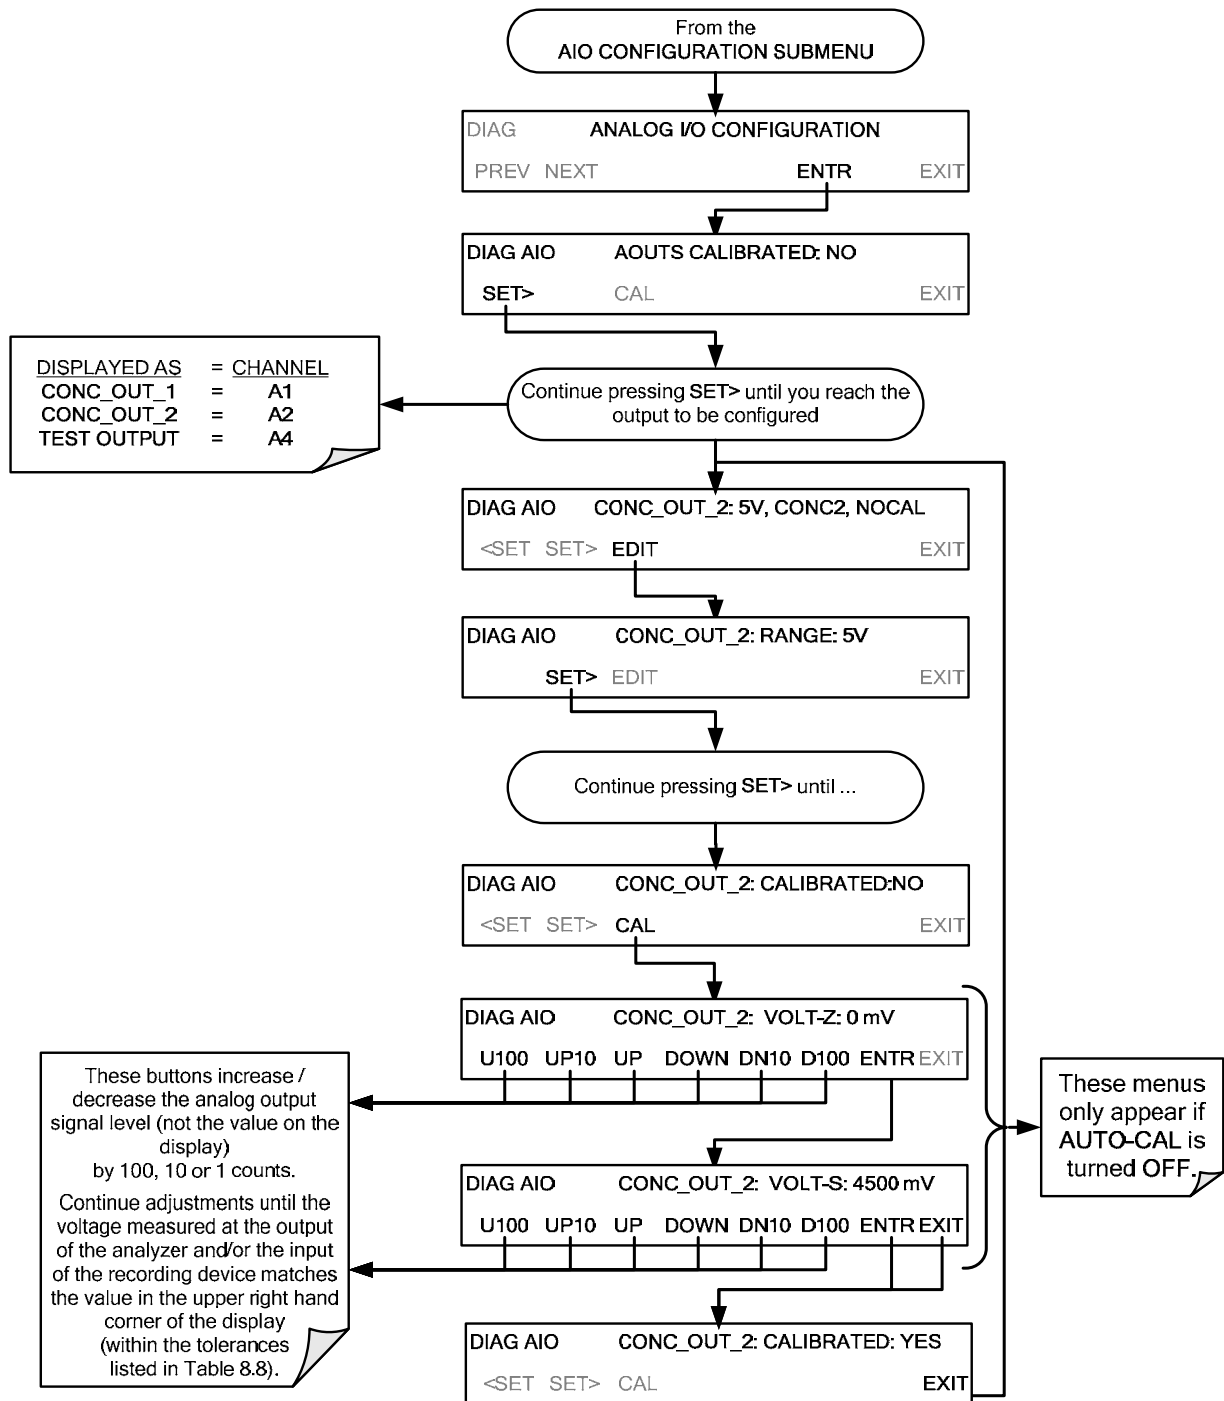 From the
AIO CONFIGURATION SUBMENU
DIAG ANALOG I/O CONFIGURATION
PREV NEXT ENTR EXIT
DIAG AIO AOUTS CALIBRATED: NO
SET> CAL EXIT
DISPLAYED AS = CHANNEL
CONC_OUT_1 = A1
CONC_OUT_2 = A2
TEST OUTPUT = A4
Continue pressing SET> until you reach the
output to be configured
DIAG AIO CONC_OUT_2: 5V, CONC2, NOCAL
<SET SET> EDIT EXIT
DIAG AIO CONC_OUT_2: RANGE: 5V
SET> EDIT EXIT
Continue pressing SET> until ...
DIAG AIO CONC_OUT_2: CALIBRATED:NO
<SET SET> CAL EXIT
DIAG AIO CONC_OUT_2: VOLT-Z: 0 mV
U100 UP10 UP DOWN DN10 D100 ENTR EXIT
These buttons increase /
decrease the analog output
signal level (not the value on the
display)
by 100, 10 or 1 counts.
Continue adjustments until the
voltage measured at the output
of the analyzer and/or the input
of the recording device matches
the value in the upper right hand
corner of the display
(within the tolerances
listed in Table 8.8).
These menus
only appear if
AUTO-CAL is
turned OFF.
DIAG AIO CONC_OUT_2: VOLT-S: 4500 mV
U100 UP10 UP DOWN DN10 D100 ENTR EXIT
DIAG AIO CONC_OUT_2: CALIBRATED: YES
<SET SET> CAL EXIT